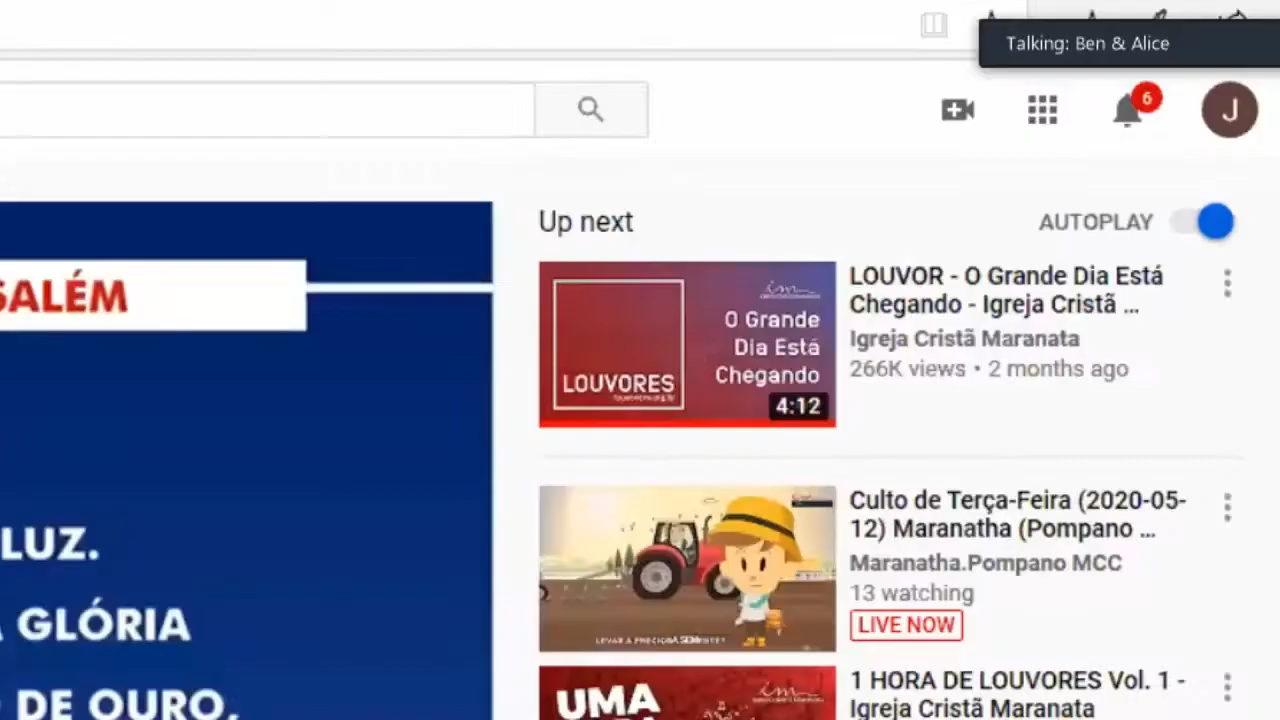 Talking: Ben & Alice
6
J
SALÉM
LUZ.
GLÓRIA
DE OURO,
Up next
AUTOPLAY
LOUVORES
O Grande
Dia Está
Chegando
4:12
LOUVOR - O Grande Dia Está
Chegando - Igreja Cristã ...
Igreja Cristã Maranata
266K views • 2 months ago
Culto de Terça-Feira (2020-05-
12) Maranatha (Pompano ...
Maranatha.Pompano MCC
13 watching
LIVE NOW
UMA
1 HORA DE LOUVORES Vol. 1 -
Igreja Cristã Maranata